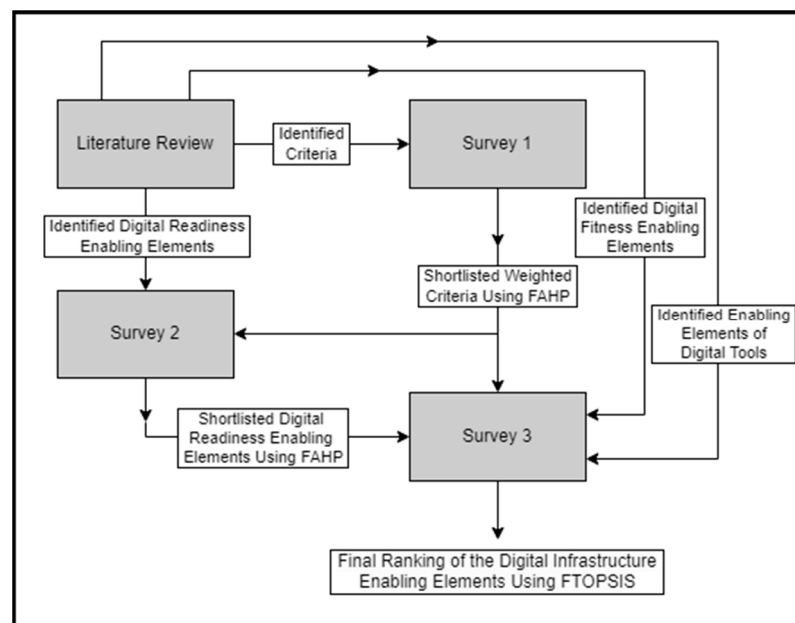 Literature Review
Identified
Criteria
Survey 1
Identified Digital Readiness
Enabling Elements
Identified Digital
Fitness Enabling
Elements
Shortlisted Weighted
Criteria Using FAHP
Identified Enabling
Elements of
Digital Tools
Survey 2
Shortlisted Digital
Readiness Enabling
Elements Using FAHP
Survey 3
Final Ranking of the Digital Infrastructure
Enabling Elements Using FTOPSIS